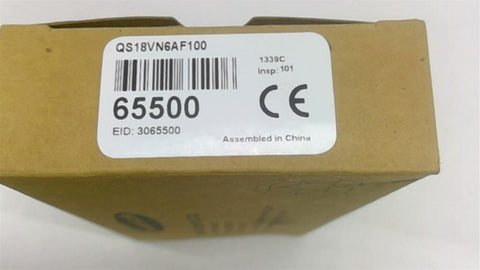 QS18VN6AF100
1339C
Insp: 101
65500
CE
EID: 3065500
Assembled in China